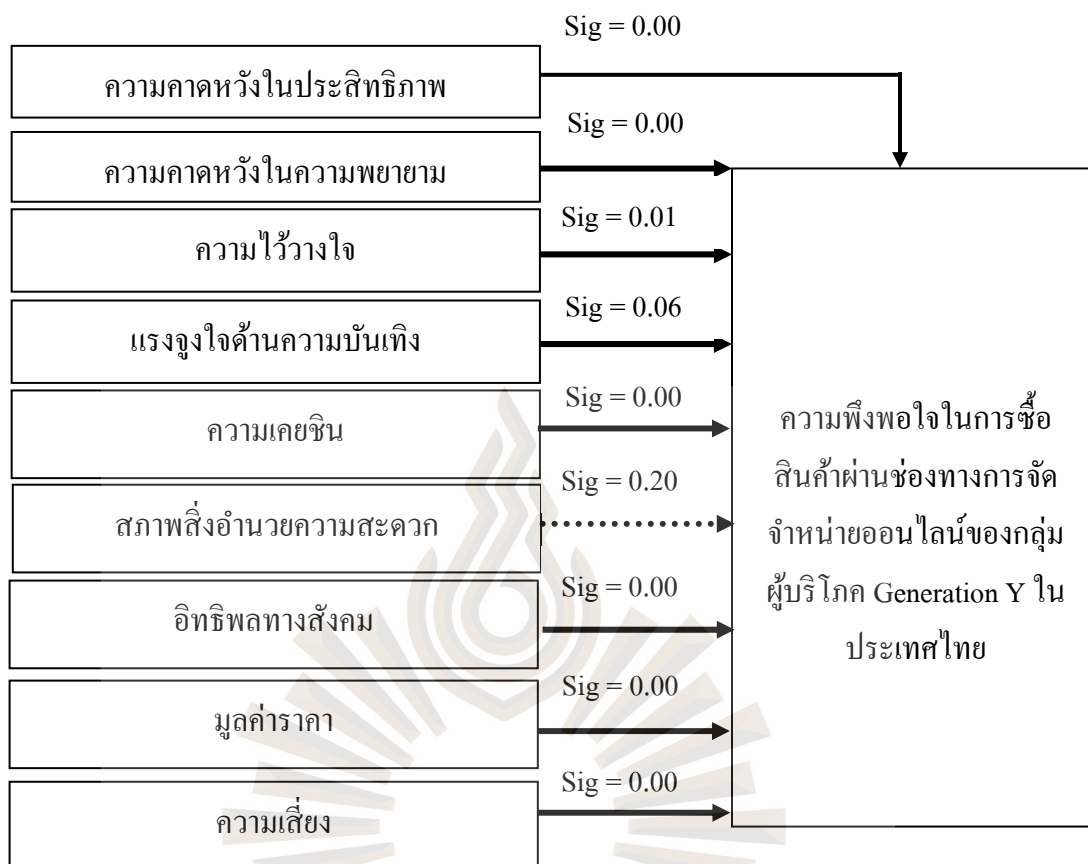 Sig = 0.00
ความคาดหวังในประสิทธิภาพ
Sig = 0.00
ความคาดหวังในความพยายาม
Sig = 0.01
ความไว้วางใจ
Sig = 0.06
แรงจูงใจด้านความบันเทิง
Sig = 0.00
ความเคยชิน
Sig = 0.20
สภาพสิ่งอำนวยความสะดวก
Sig = 0.00
อิทธิพลทางสังคม
Sig = 0.00
มูลค่าราคา
Sig = 0.00
ความเสี่ยง
ความพึงพอใจในการซื้อ
สินค้าผ่านช่องทางการจัด
จำหน่ายออนไลน์ของกลุ่ม
ผู้บริโภค Generation Y ใน
ประเทศไทย